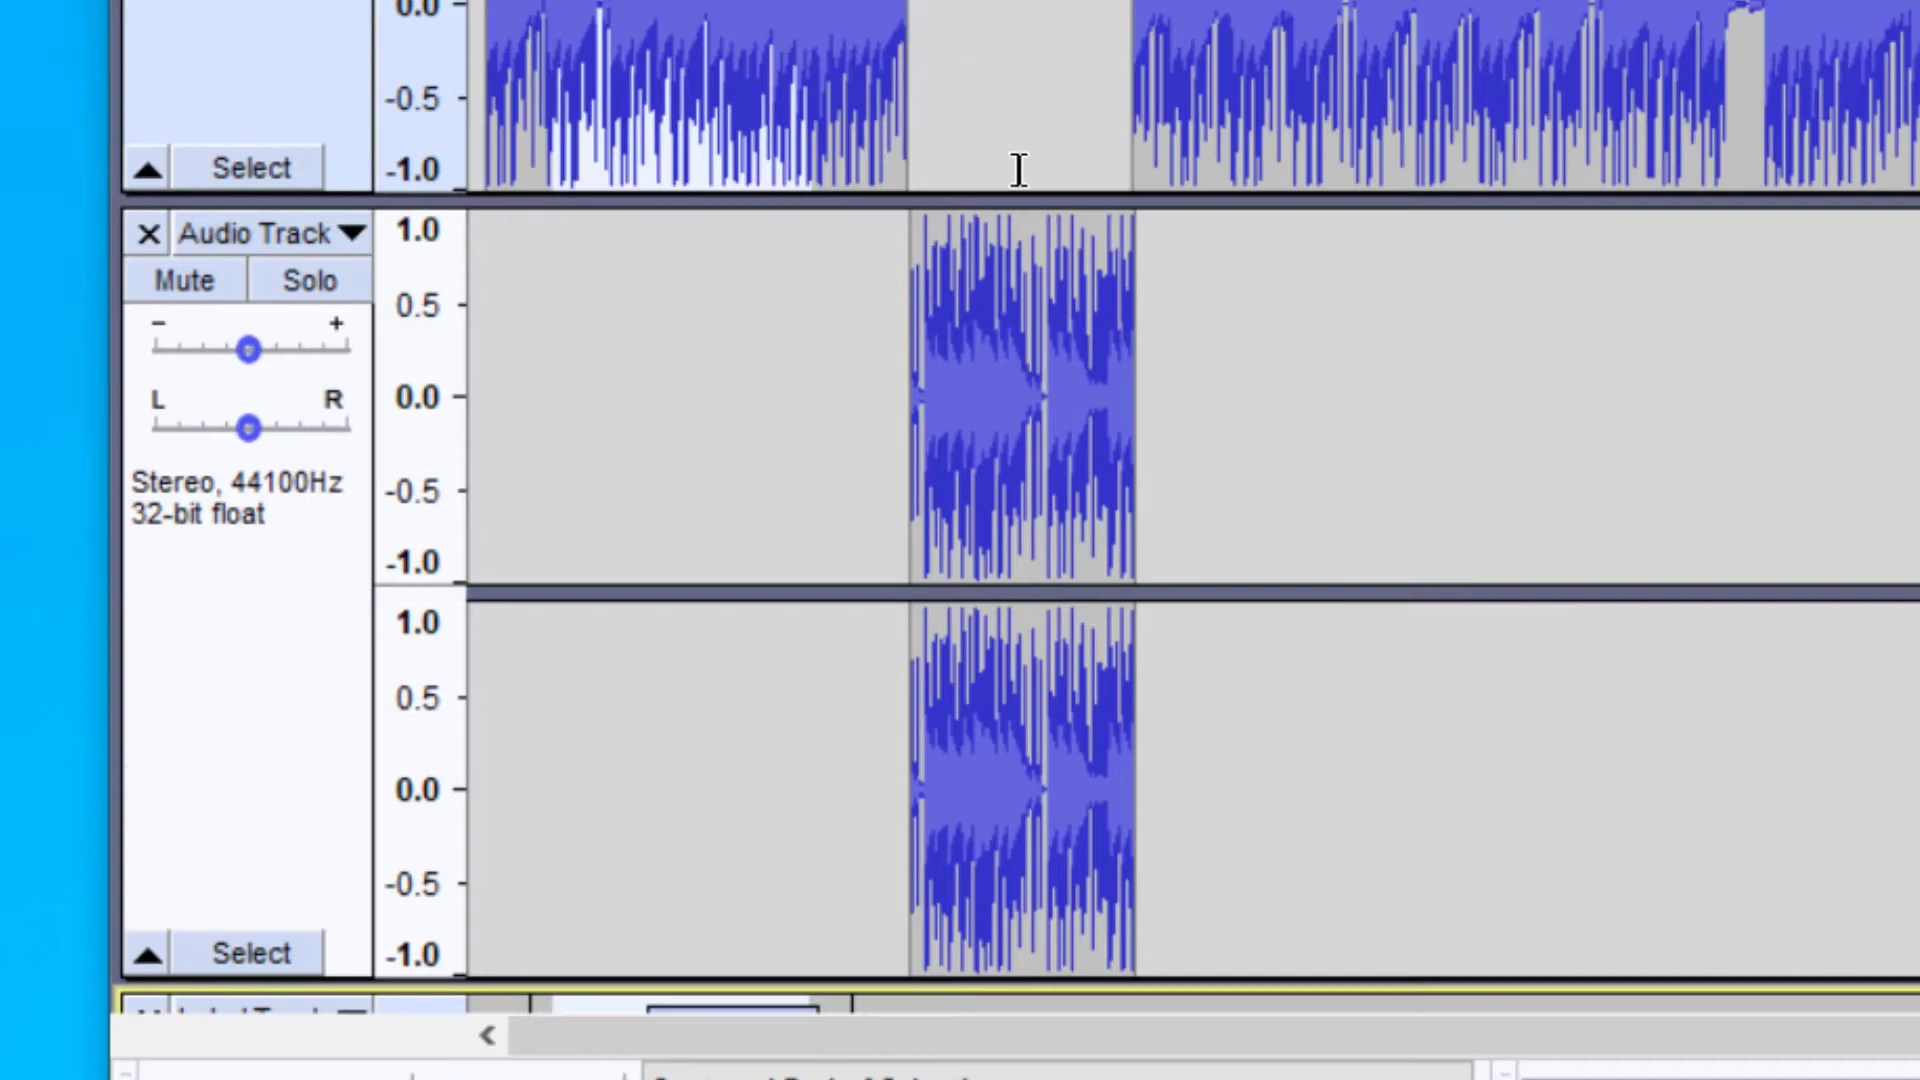 0.0
-0.5
-1.0
Select
Audio Track
1.0
Mute Solo
0.5
- +
L R
0.0
Stereo, 44100Hz
32-bit float
-0.5
-1.0
1.0
0.5
0.0
-0.5
Select
-1.0